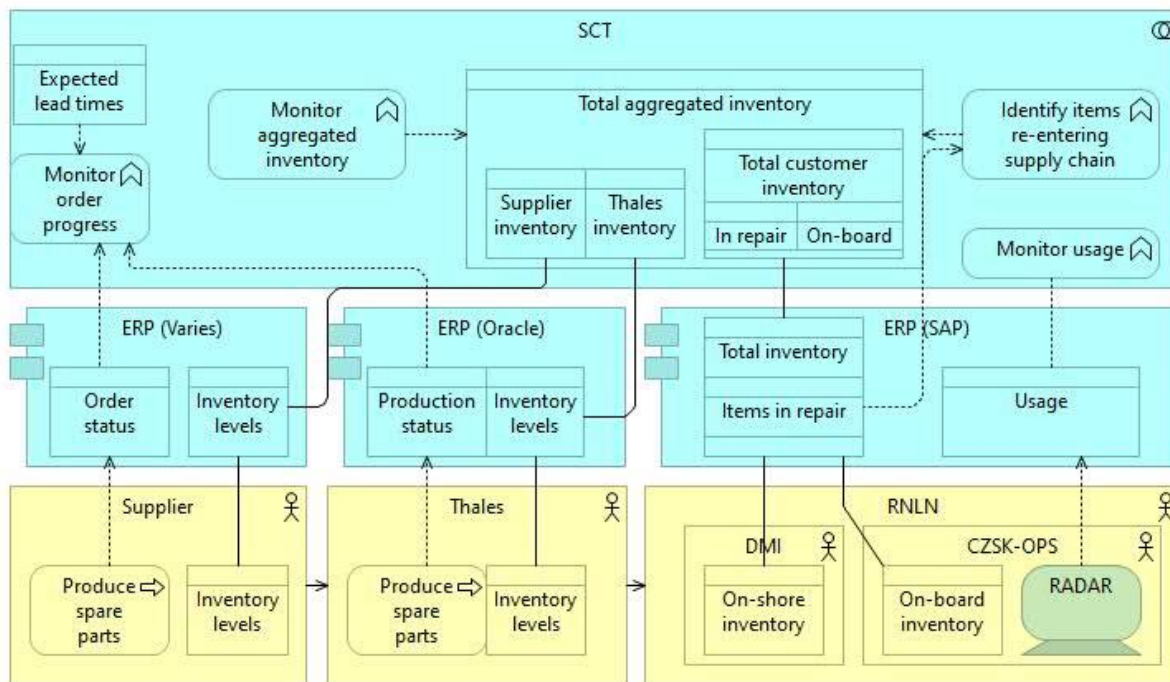 SCT
Expected
lead times
Monitor
aggregated
inventory
Total aggregated inventory
Identify items
re-entering
supply chain
Monitor
order
progress
Total customer
inventory
In repair
On-board
Supplier
inventory
Thales
inventory
Monitor usage
ERP (Varies)
ERP (Oracle)
ERP (SAP)
Order
status
Inventory
levels
Production
status
Inventory
levels
Total inventory
Items in repair
Usage
Supplier
Thales
RNLN
DMI
CZSK-OPS
Produce
spare
parts
Inventory
levels
Produce
spare
parts
Inventory
levels
On-shore
inventory
On-board
inventory
RADAR